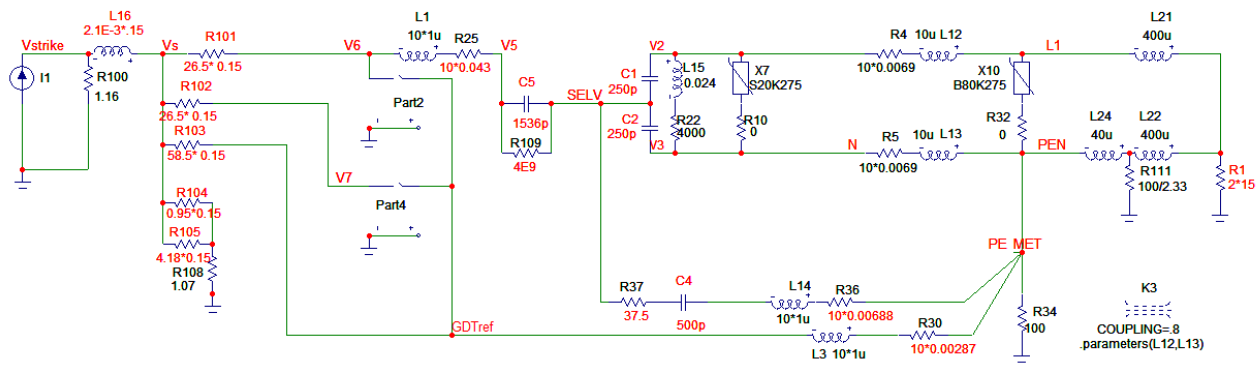 L16
2.1E-3*.15
Vstrike
Vs
R101
26.5* 0.15
V6
L1
10*1u
R25
10*0.043
V5
V2
R4
10*0.0069
10u L12
L1
L21
400u
I1
R100
1.16
R102
26.5* 0.15
R103
58.5* 0.15
Part2
C5
1536p
SELV
C1
250p
L15
0.024
X7
S20K275
X10
B80K275
R109
4E9
C2
250p
R22
4000
R10
0
R32
0
L24
40u
L22
400u
V3
N
R5
10*0.0069
10u L13
PEN
R111
100/2.33
R1
2*15
V7
R104
0.95*0.15
R105
4.18*0.15
R108
1.07
Part4
PE MET
R37
37.5
C4
500p
L14
10*1u
R36
10*0.00688
GDTref
L3 10*1u
R30
10*0.00287
R34
100
K3
COUPLING=.8
.parameters(L12,L13)